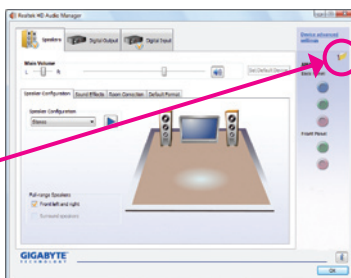 Realtek HD Audio Manager
Speakers
Digital Output
Digital Input
Device advanced settings
Main Volume
L
R
Set Default Device
Speaker Configuration
Sound Effects
Room Correction
Default Format
Speaker Configuration
Stereo
Front Panel
Full-range Speakers
Front left and right
Surround speakers
GIGABYTE
TECHNOLOGY
OK